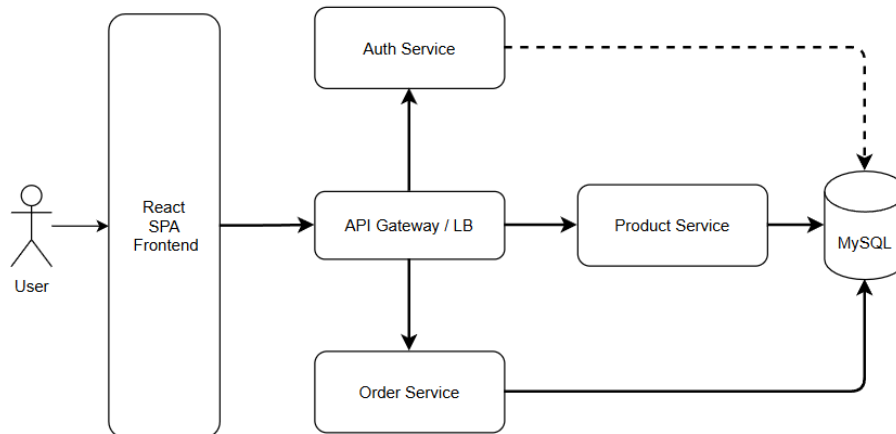 Auth Service
React
SPA
Frontend
API Gateway / LB
Product Service
MySQL
User
Order Service